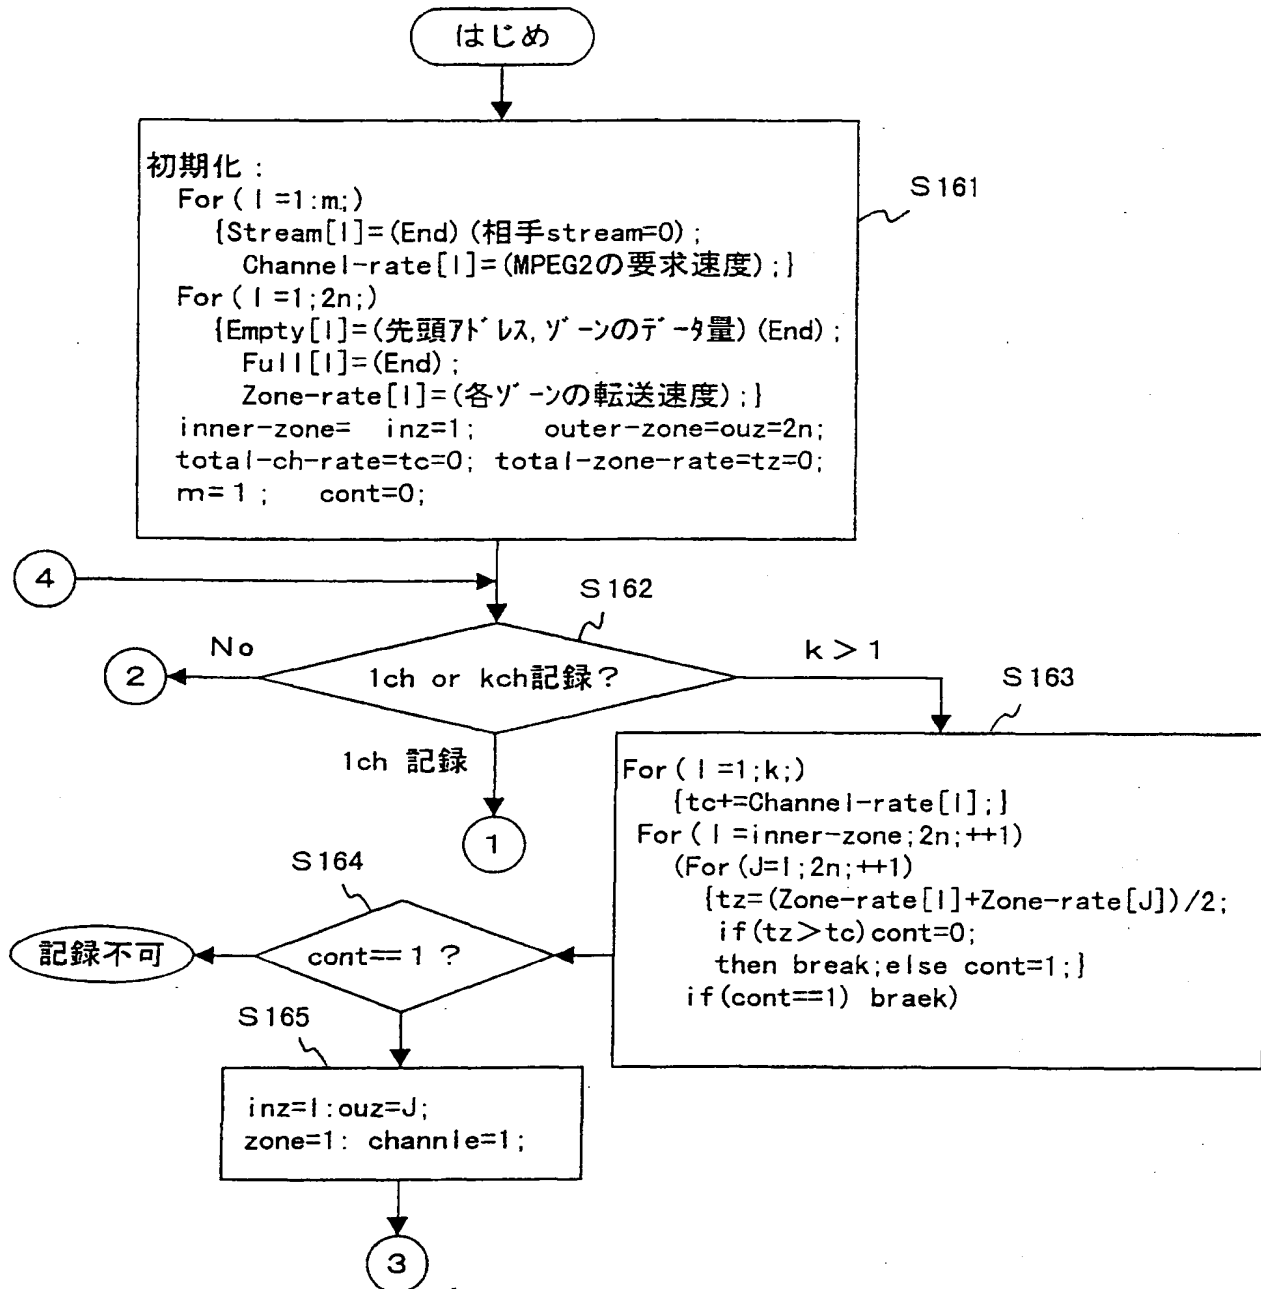 はじめ
初期化：
For(I=1:m;)
{Stream[I]=(End)(相手stream=0);
Channel-rate[I]=(MPEG2の要求速度);}
For(I=1;2n;)
{Empty[I]=(先頭ｱﾄﾞﾚｽ,ｿﾞｰﾝのﾃﾞｰﾀ量)(End);
Full[I]=(End);
Zone-rate[I]=(各ｿﾞｰﾝの転送速度);}
inner-zone= inz=1; outer-zone=ouz=2n;
total-ch-rate=tc=0; total-zone-rate=tz=0;
m=1; cont=0;
S161
4
S162
No
1ch or kch記録?
k>1
2
S163
1ch 記録
1
For(I=1;k;)
{tc+=Channel-rate[I];}
For(I=inner-zone;2n;++1)
(For(J=I;2n;++1)
{tz=(Zone-rate[I]+Zone-rate[J])/2;
if(tz>tc)cont=0;
then break;else cont=1;}
if(cont==1) braek)
S164
記録不可
cont==1?
S165
inz=I:ouz=J;
zone=1: channle=1;
3